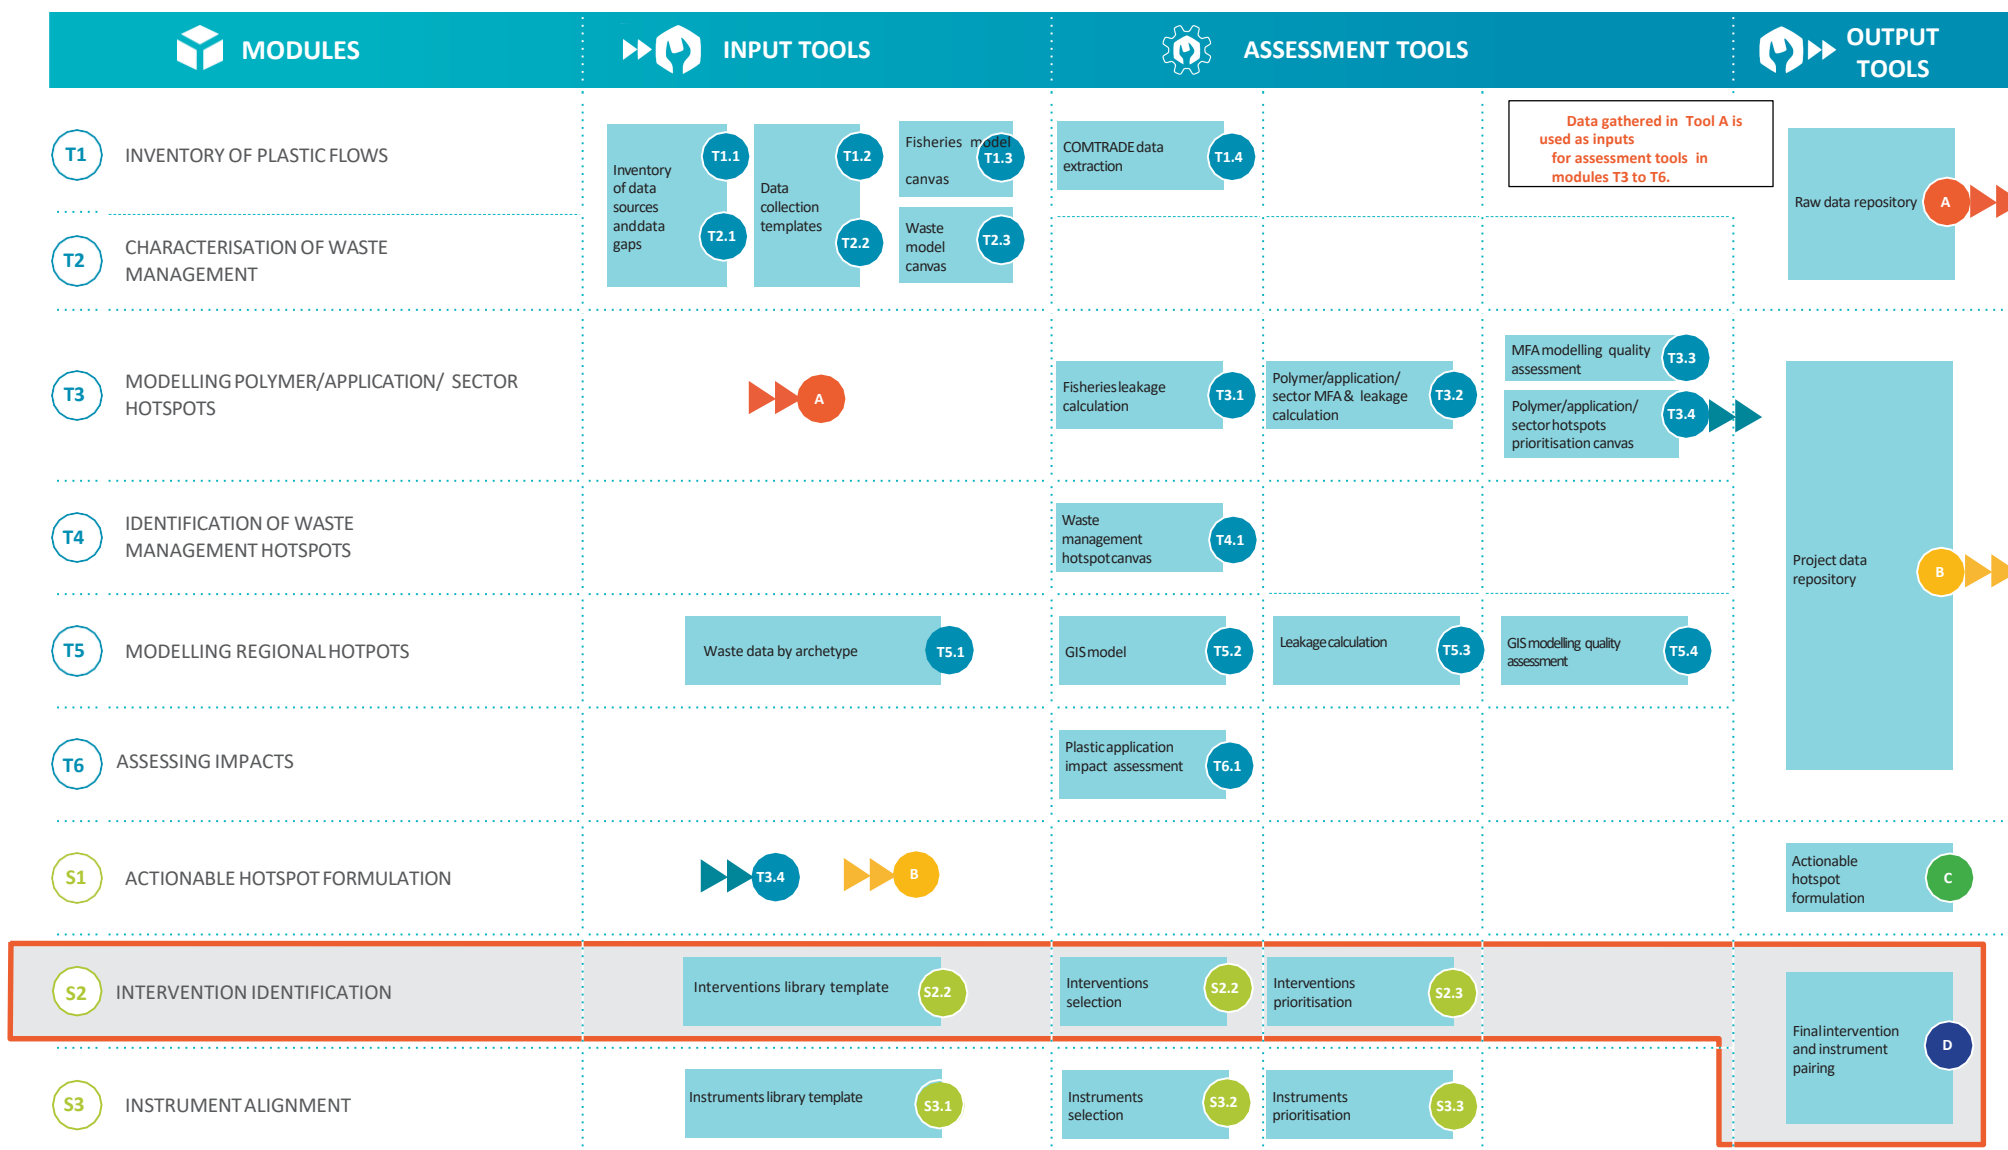 MODULES
INPUT TOOLS
ASSESSMENT TOOLS
OUTPUT
TOOLS
T1
INVENTORY OF PLASTIC FLOWS
T2
CHARACTERISATION OF WASTE
MANAGEMENT
Inventory
of data
sources
and data
gaps
T1.1
T2.1
Data
collection
templates
T1.2
T2.2
Fisheries model
canvas
T1.3
Waste
model
canvas
T2.3
COMTRADE data
extraction
T1.4
Data gathered in Tool A is
used as inputs
for assessment tools in
modules T3 to T6.
Raw data repository
A
T3
MODELLING POLYMER/APPLICATION/ SECTOR
HOTSPOTS
A
Fisheries leakage
calculation
T3.1
Polymer/application/
sector MFA & leakage
calculation
T3.2
MFA modelling quality
assessment
T3.3
Polymer/application/
sector hotspots
prioritisation canvas
T3.4
T4
IDENTIFICATION OF WASTE
MANAGEMENT HOTSPOTS
Waste
management
hotspot canvas
T4.1
Project data
repository
B
T5
MODELLING REGIONAL HOTPOTS
Waste data by archetype
T5.1
GIS model
T5.2
Leakage calculation
T5.3
GIS modelling quality
assessment
T5.4
T6
ASSESSING IMPACTS
Plastic application
impact assessment
T6.1
S1
ACTIONABLE HOTSPOT FORMULATION
T3.4
B
Actionable
hotspot
formulation
C
S2
INTERVENTION IDENTIFICATION
Interventions library template
S2.2
Interventions
selection
S2.2
Interventions
prioritisation
S2.3
Final intervention
and instrument
pairing
D
S3
INSTRUMENT ALIGNMENT
Instruments library template
S3.1
Instruments
selection
S3.2
Instruments
prioritisation
S3.3